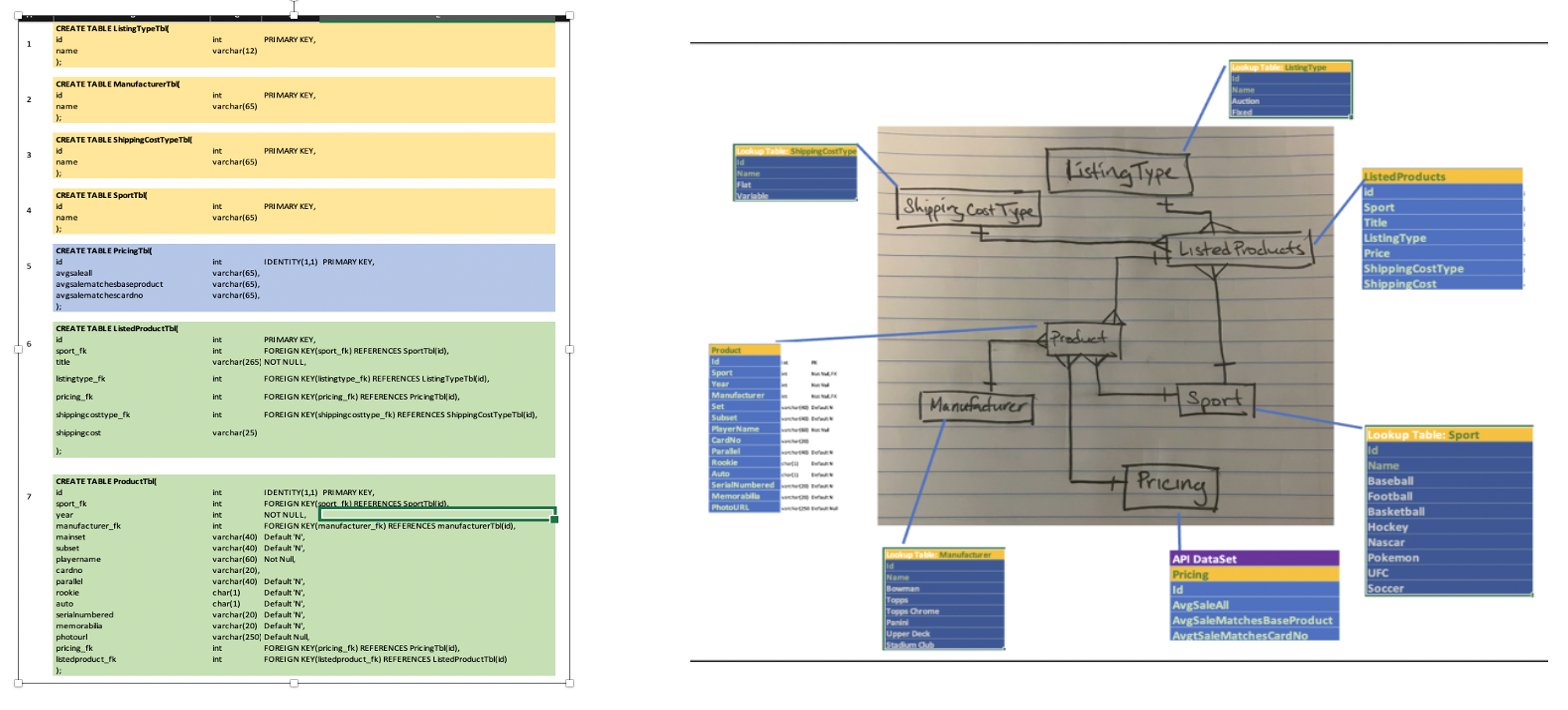 1
CREATE TABLE ListingTypeTbl(
id int PRIMARY KEY,
name varchar(12)
);
2
CREATE TABLE ManufacturerTbl(
id int PRIMARY KEY,
name varchar(65)
);
3
CREATE TABLE ShippingCostTypeTbl(
id int PRIMARY KEY,
name varchar(65)
);
4
CREATE TABLE SportTbl(
id int PRIMARY KEY,
name varchar(65)
);
5
CREATE TABLE PricingTbl(
id int IDENTITY(1,1) PRIMARY KEY,
avgsaleall varchar(65),
avgsalematchesbaseproduct varchar(65),
avgsalematchescardno varchar(65),
);
6
CREATE TABLE ListedProductTbl(
id int PRIMARY KEY,
sport_fk int FOREIGN KEY(sport_fk) REFERENCES SportTbl(id),
title varchar(265) NOT NULL,
listingtype_fk int FOREIGN KEY(listingtype_fk) REFERENCES ListingTypeTbl(id),
pricing_fk int FOREIGN KEY(pricing_fk) REFERENCES PricingTbl(id),
shippingcosttype_fk int FOREIGN KEY(shippingcosttype_fk) REFERENCES ShippingCostTypeTbl(id),
shippingcost varchar(25)
);
7
CREATE TABLE ProductTbl(
id int IDENTITY(1,1) PRIMARY KEY,
sport_fk int FOREIGN KEY(sport_fk) REFERENCES SportTbl(id),
year int NOT NULL,
manufacturer_fk int FOREIGN KEY(manufacturer_fk) REFERENCES manufacturerTbl(id),
mainset varchar(40) Default 'N',
subset varchar(40) Default 'N',
playername varchar(60) Not Null,
cardno varchar(20),
parallel varchar(40) Default 'N',
rookie char(1) Default 'N',
auto char(1) Default 'N',
serialnumbered varchar(20) Default 'N',
memorabilia varchar(20) Default 'N',
photourl varchar(250) Default Null,
pricing_fk int FOREIGN KEY(pricing_fk) REFERENCES PricingTbl(id),
listedproduct_fk int FOREIGN KEY(listedproduct_fk) REFERENCES ListedProductTbl(id)
);
Lookup Table: ListingType
Id
Name
Auction
Fixed
Lookup Table: ShippingCostType
Id
Name
Flat
Variable
ListingType
Shipping Cost Type
ListedProducts
Product
Manufacturer
Sport
Pricing
ListedProducts
id
Sport
Title
ListingType
Price
ShippingCostType
ShippingCost
Product
Id int PK
Sport int Not Null, FK
Year int Not Null
Manufacturer int Not Null, FK
Set varchar(40) Default N
Subset varchar(40) Default N
PlayerName varchar(60) Not Null
CardNo varchar(20)
Parallel varchar(40) Default N
Rookie char(1) Default N
Auto char(1) Default N
SerialNumbered varchar(20) Default N
Memorabilia varchar(20) Default N
PhotoURL varchar(250 Default Null
Lookup Table: Sport
Id
Name
Baseball
Football
Basketball
Hockey
Nascar
Pokemon
UFC
Soccer
Lookup Table: Manufacturer
Id
Name
Bowman
Topps
Topps Chrome
Panini
Upper Deck
Stadium Club
API DataSet
Pricing
Id
AvgSaleAll
AvgSaleMatchesBaseProduct
AvgtSaleMatchesCardNo